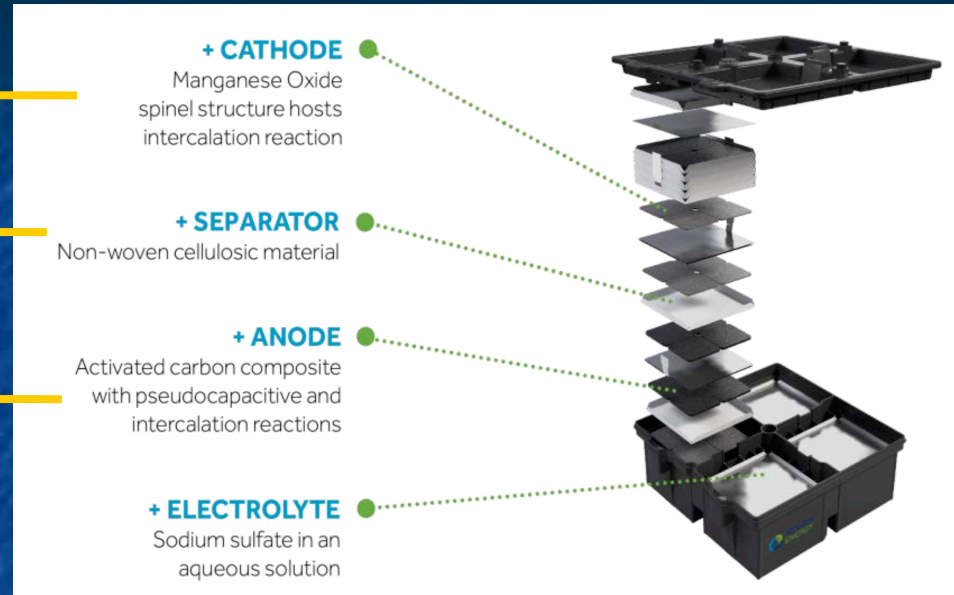 + CATHODE
Manganese Oxide
spinel structure hosts
intercalation reaction
+ SEPARATOR
Non-woven cellulosic material
+ ANODE
Activated carbon composite
with pseudocapacitive and
intercalation reactions
+ ELECTROLYTE
Sodium sulfate in an
aqueous solution
ENERGY